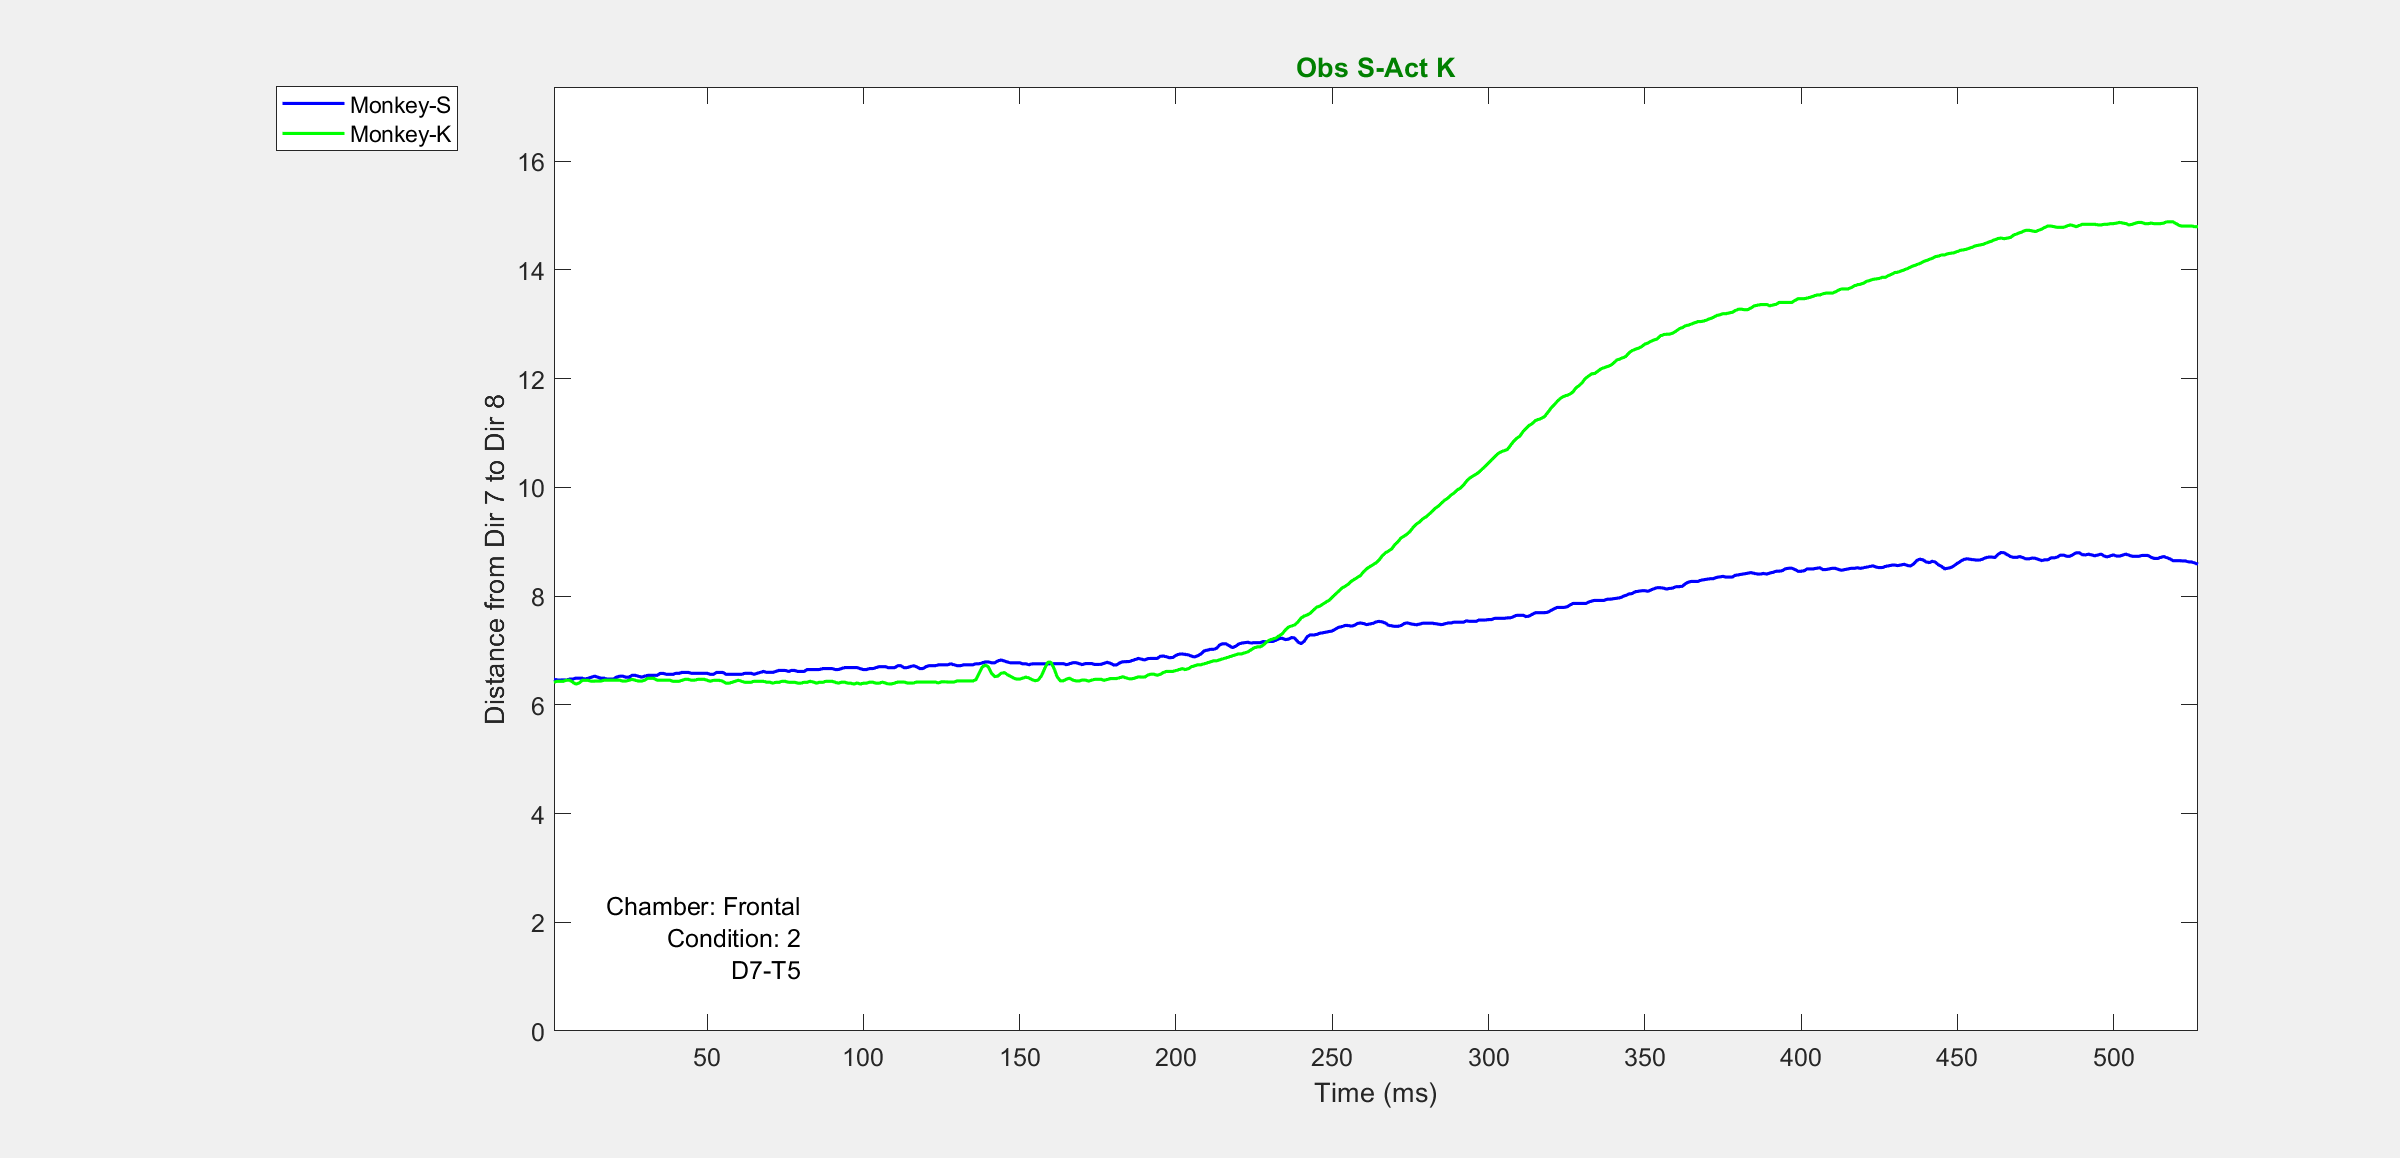 Obs S-Act K
Monkey-S
Monkey-K
Distance from Dir 7 to Dir 8
16
14
12
10
8
6
4
2
0
Chamber: Frontal
Condition: 2
D7-T5
50 100 150 200 250 300 350 400 450 500
Time (ms)